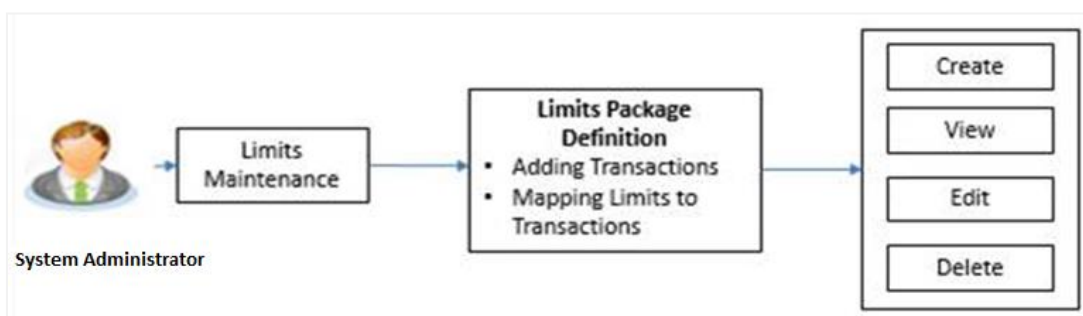 System Administrator
Limits
Maintenance
Limits Package
Definition
▪ Adding Transactions
▪ Mapping Limits to
Transactions
Create
View
Edit
Delete